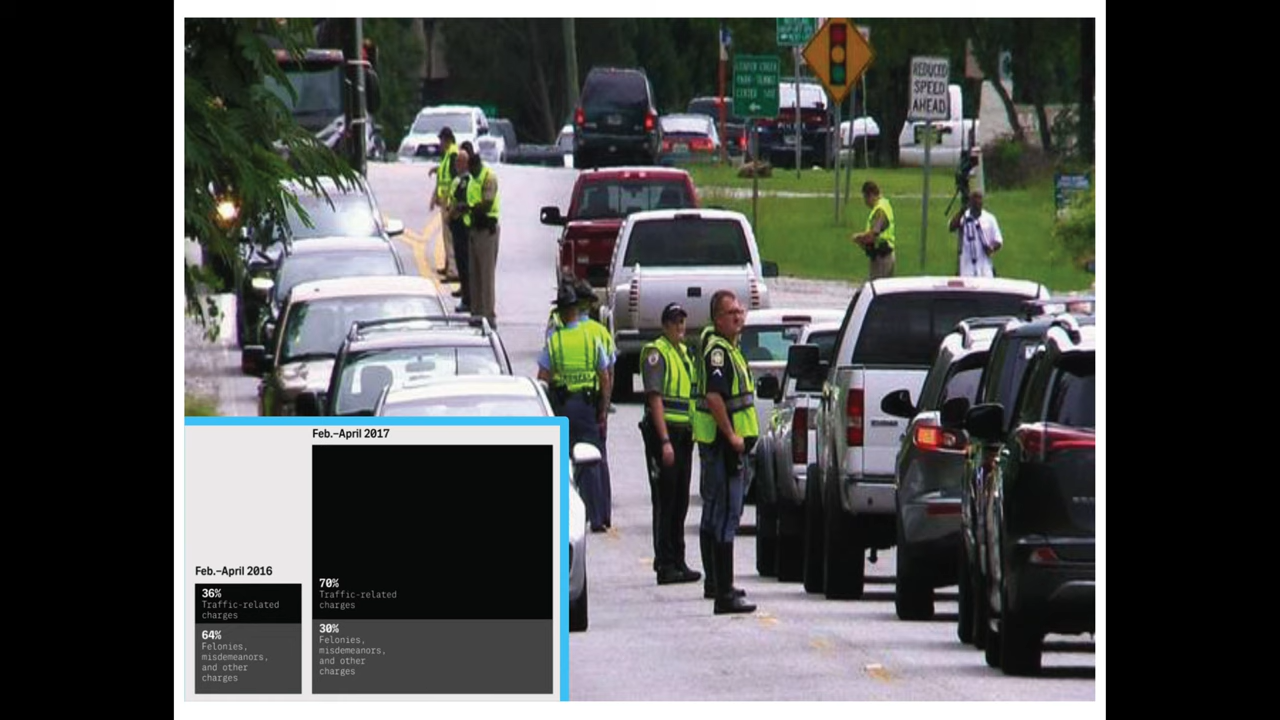 REDUCED
SPEED
AHEAD
Feb.–April 2017
70%
Traffic-related
charges
30%
Felonies,
misdemeanors,
and other
charges
Feb.–April 2016
36%
Traffic-related
charges
64%
Felonies,
misdemeanors,
and other
charges